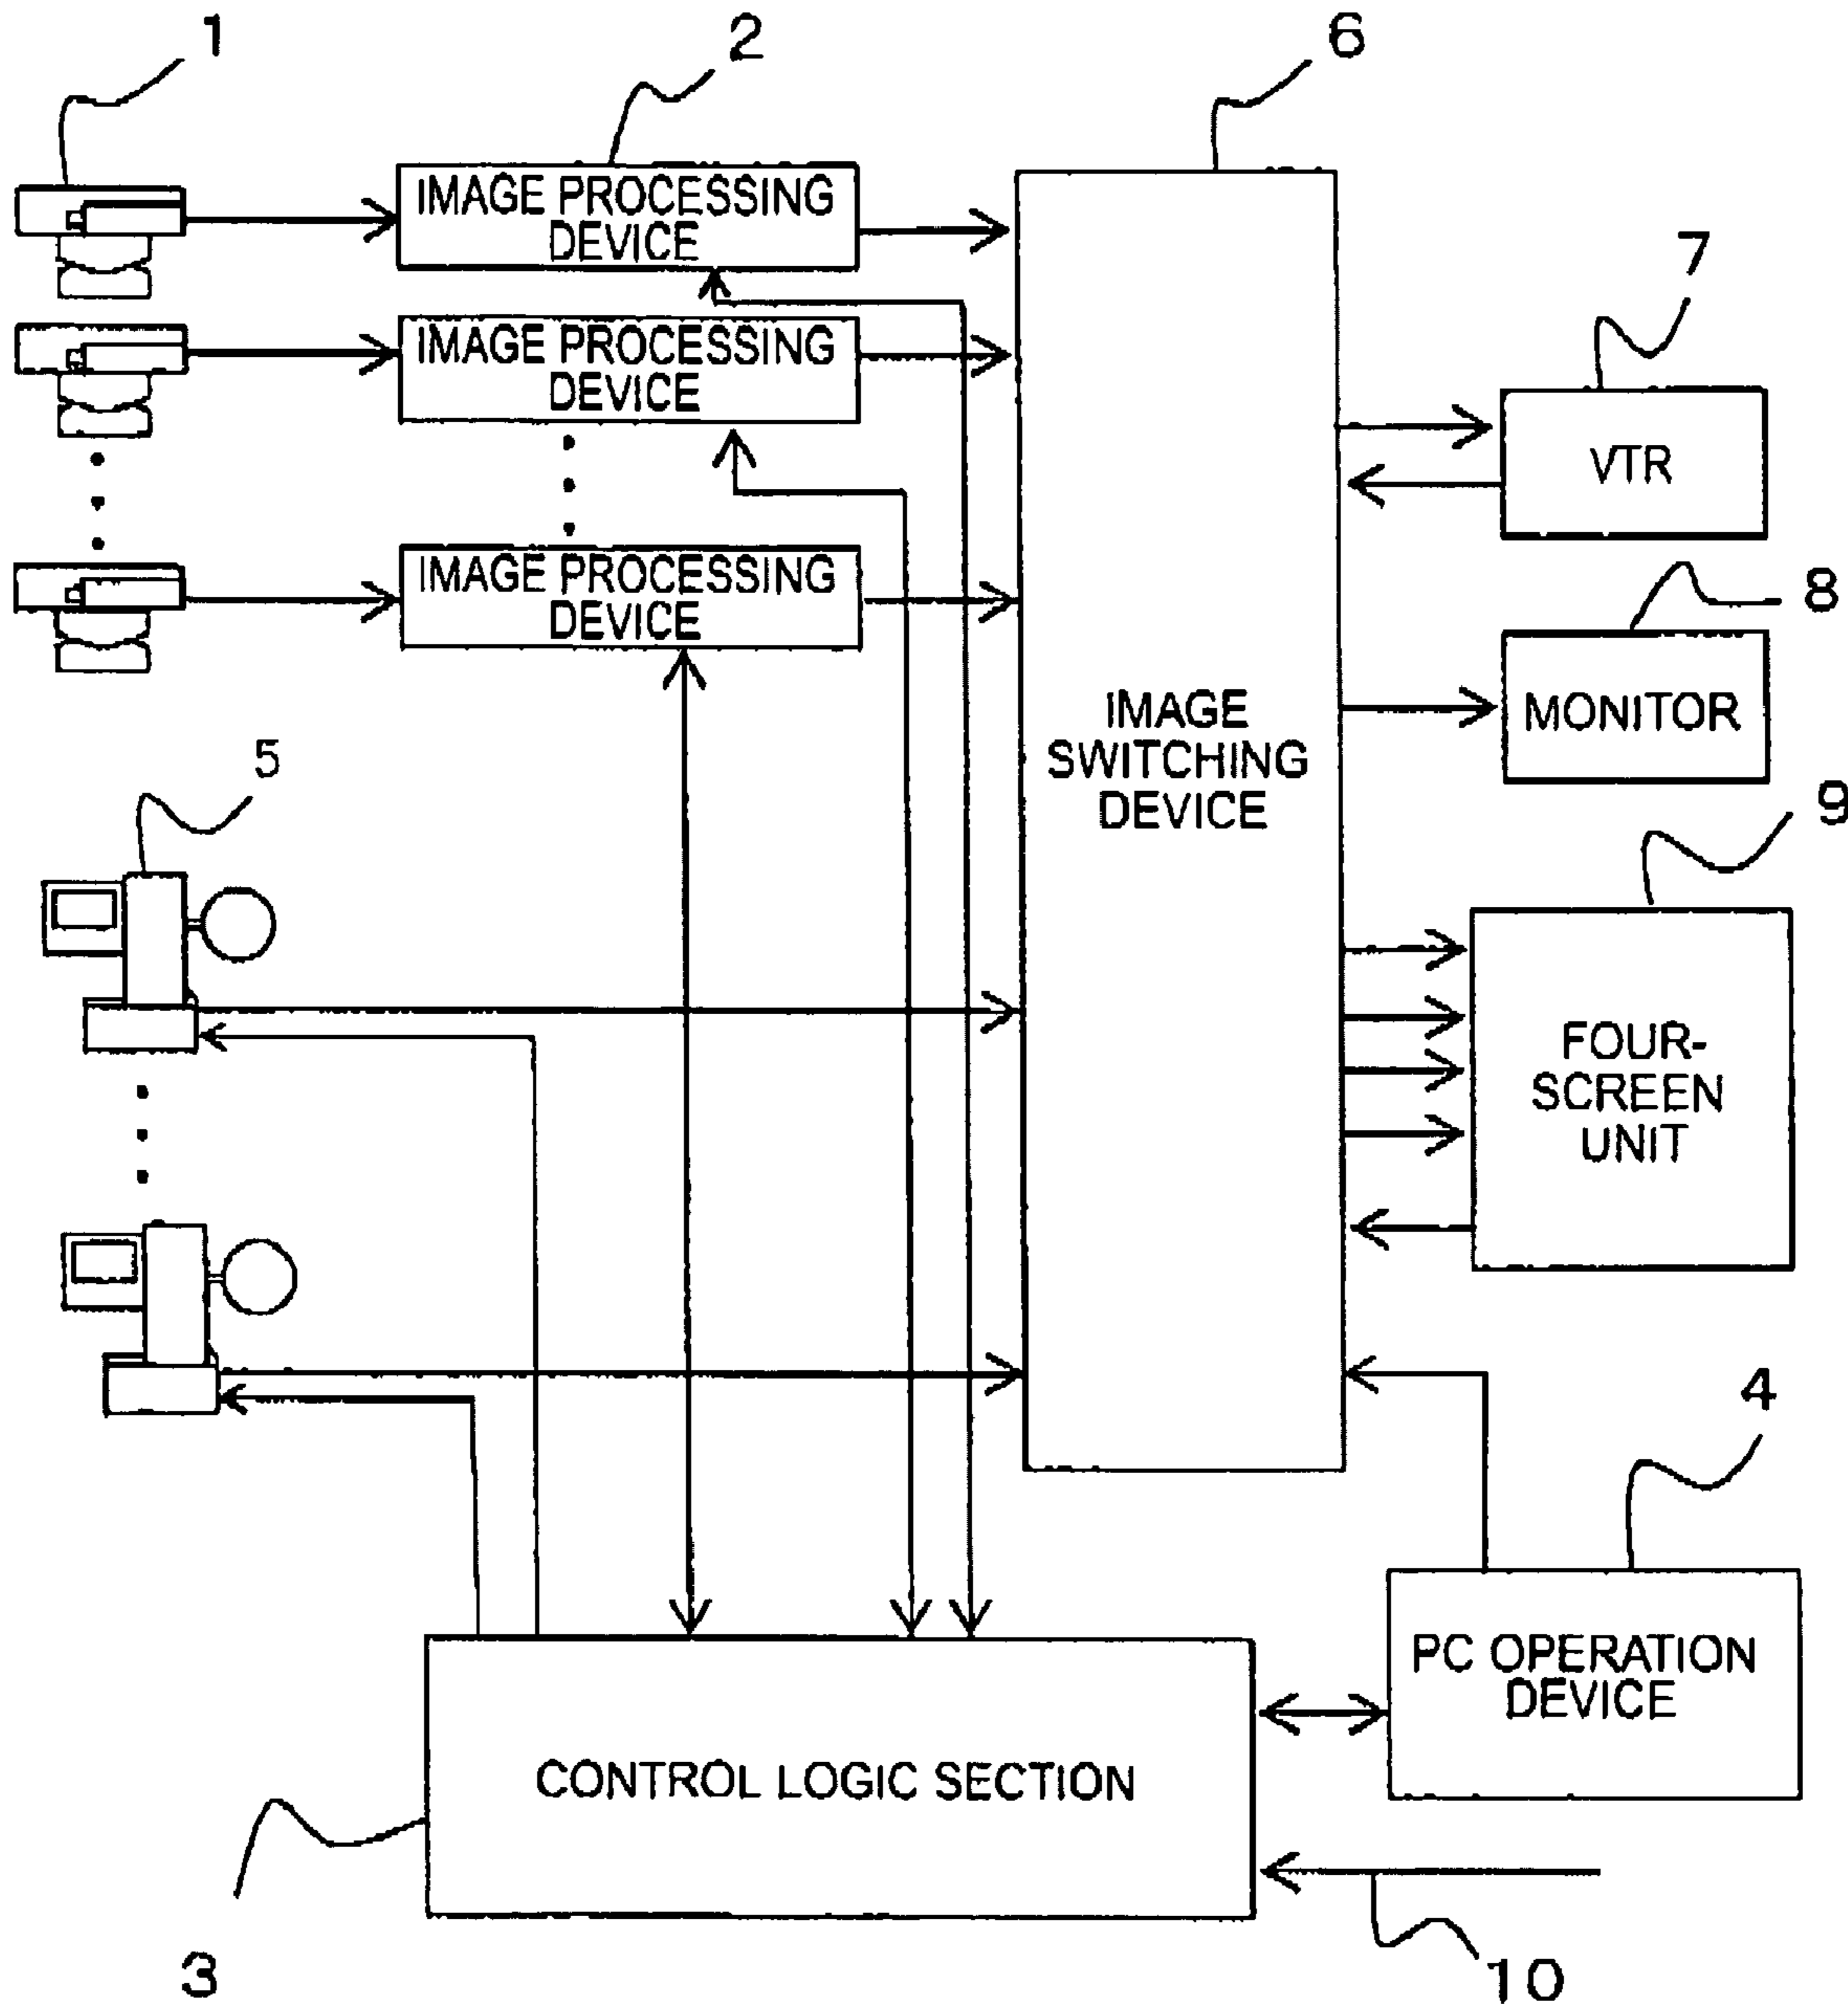 1
2
6
IMAGE PROCESSING
DEVICE
7
IMAGE PROCESSING
DEVICE
VTR
IMAGE PROCESSING
DEVICE
8
MONITOR
IMAGE
SWITCHING
DEVICE
5
9
FOUR-
SCREEN
UNIT
4
PC OPERATION
DEVICE
CONTROL LOGIC SECTION
3
10